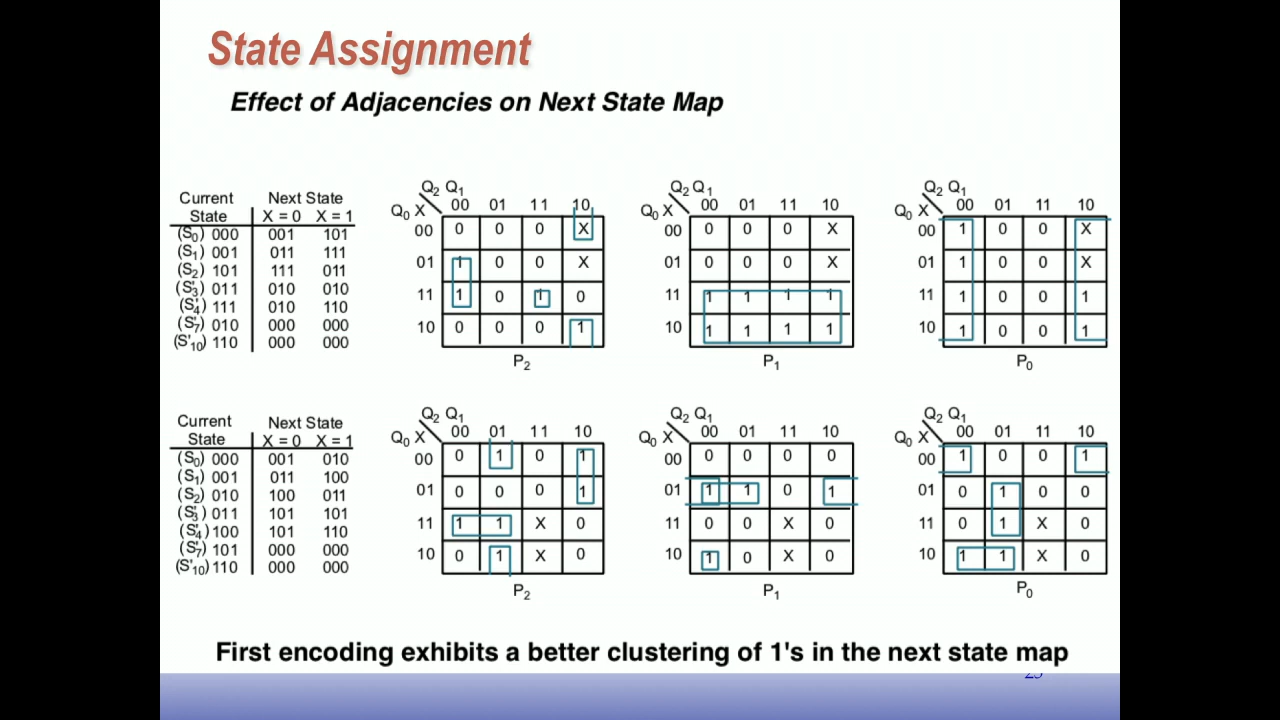 State Assignment
Effect of Adjacencies on Next State Map
Current Next State
State X = 0 X = 1
(S0) 000 001 101
(S1) 001 011 111
(S2) 101 111 011
(S'3) 011 010 010
(S'4) 111 010 110
(S'7) 010 000 000
(S'10) 110 000 000
Q2 Q1
Q0 X 00 01 11 10
00 0 0 0 X
01 1 0 0 X
11 1 0 1 0
10 0 0 0 1
P2
Q2 Q1
Q0 X 00 01 11 10
00 0 0 0 X
01 0 0 0 X
11 1 1 1 1
10 1 1 1 1
P1
Q2 Q1
Q0 X 00 01 11 10
00 1 0 0 X
01 1 0 0 X
11 1 0 0 1
10 1 0 0 1
P0
Current Next State
State X = 0 X = 1
(S0) 000 001 010
(S1) 001 011 100
(S2) 010 100 011
(S'3) 011 101 101
(S'4) 100 101 110
(S'7) 101 000 000
(S'10) 110 000 000
Q2 Q1
Q0 X 00 01 11 10
00 0 1 0 1
01 0 0 0 1
11 1 1 X 0
10 0 1 X 0
P2
Q2 Q1
Q0 X 00 01 11 10
00 0 0 0 0
01 1 1 0 1
11 0 0 X 0
10 1 0 X 0
P1
Q2 Q1
Q0 X 00 01 11 10
00 1 0 0 1
01 0 1 0 0
11 0 1 X 0
10 1 1 X 0
P0
First encoding exhibits a better clustering of 1's in the next state map